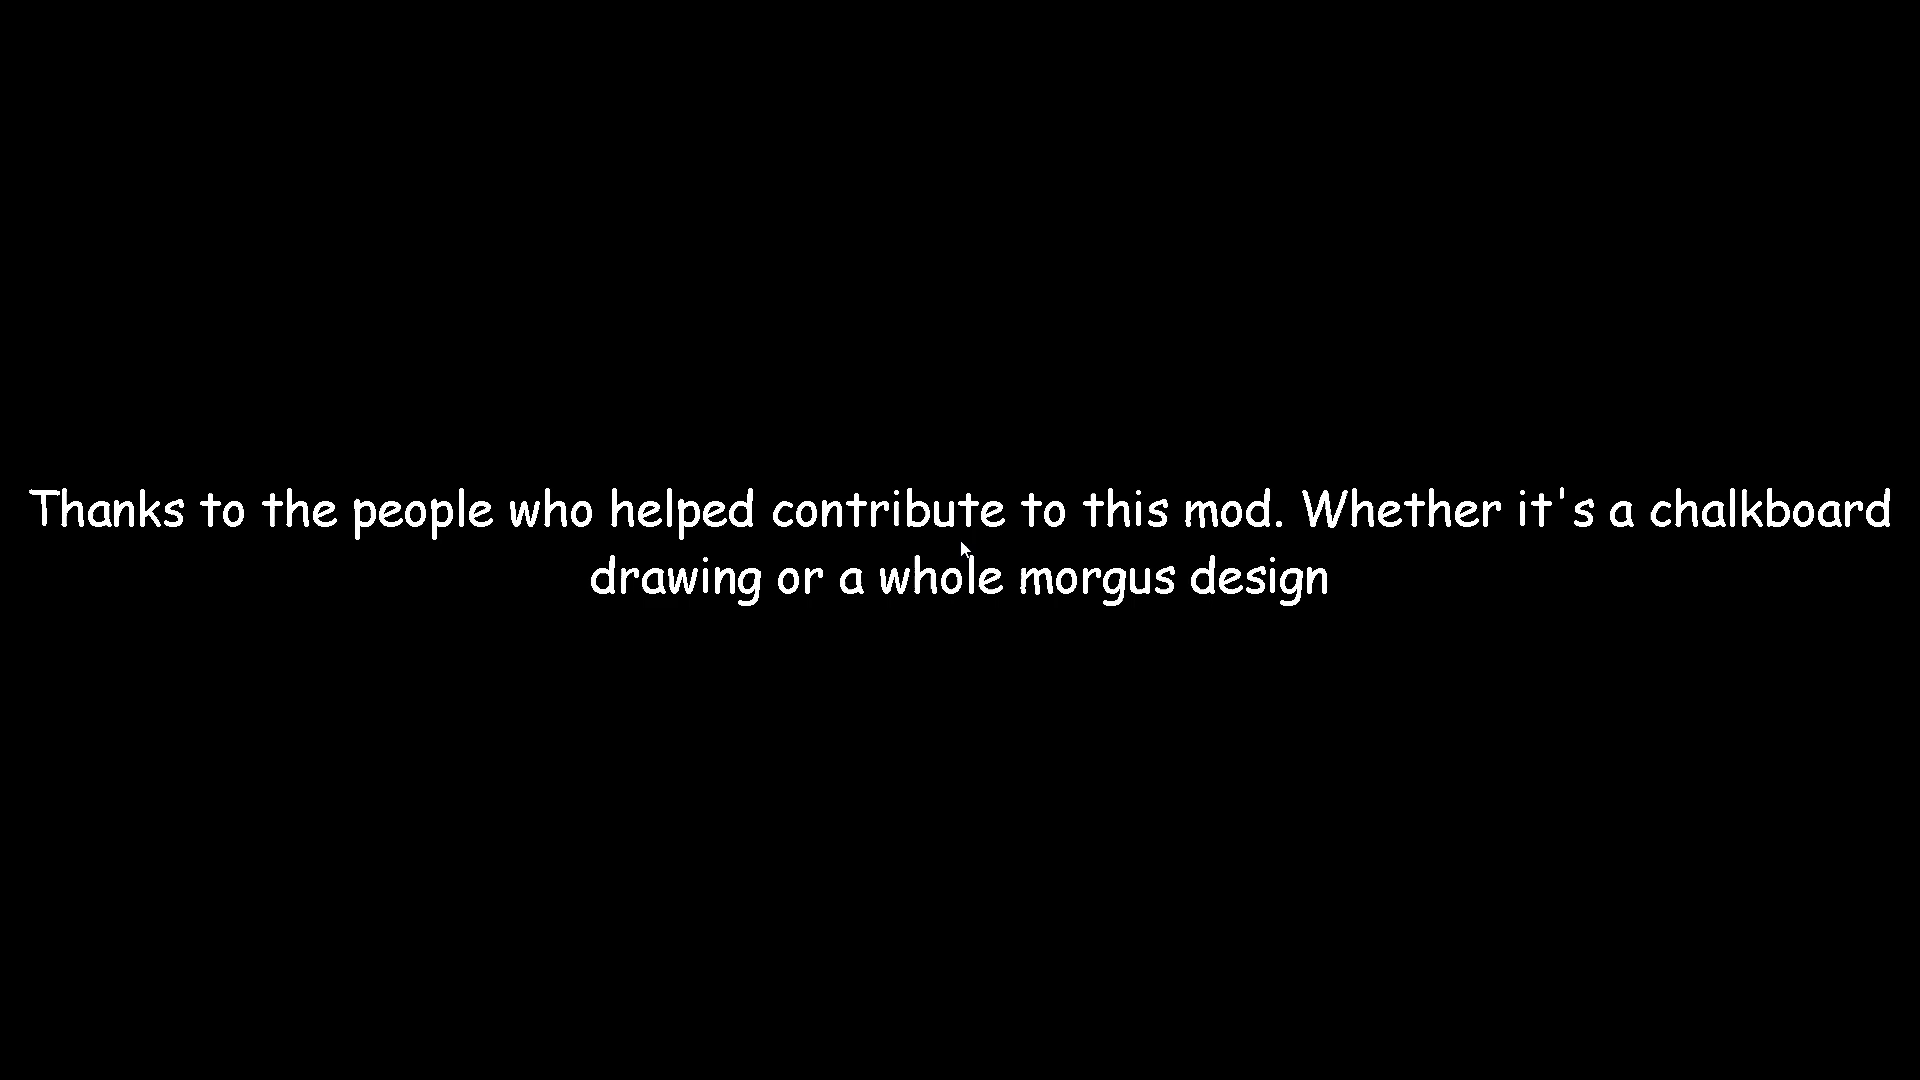 Thanks to the people who helped contribute to this mod. Whether it's a chalkboard
drawing or a whole morgus design